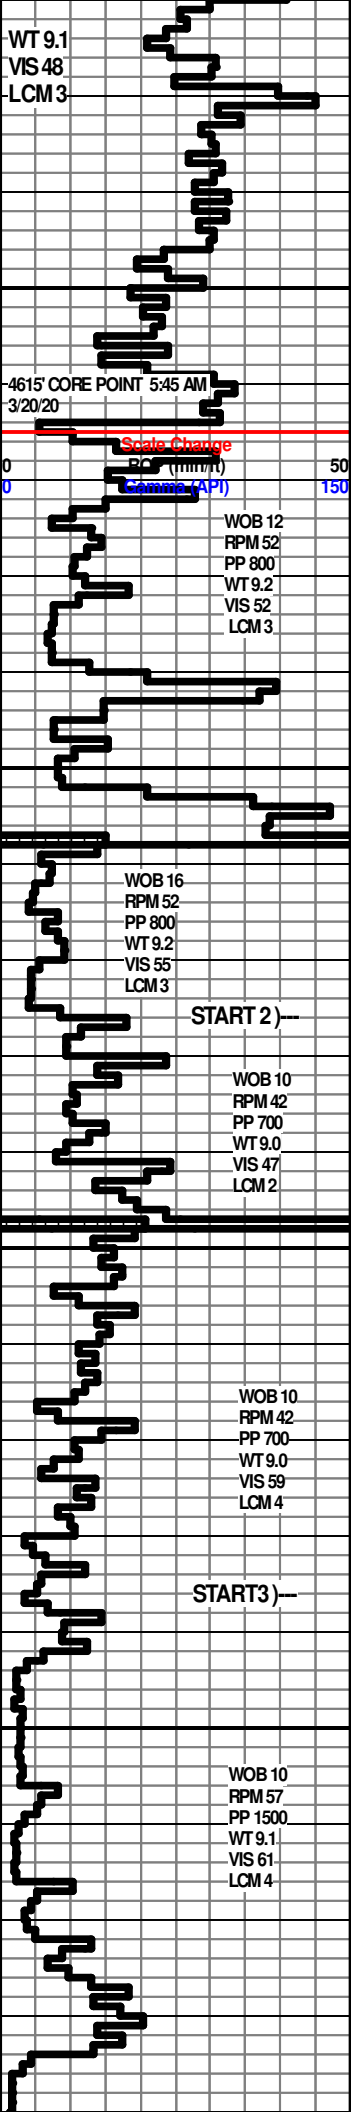 WT 9.1
VIS 48
LCM 3
4615' CORE POINT 5:45 AM
3/20/20
Scale Change
0 ROP (min/ft) 50
0 Gamma (API) 150
WOB 12
RPM 52
PP 800
WT 9.2
VIS 52
LCM 3
WOB 16
RPM 52
PP 800
WT 9.2
VIS 55
LCM 3
START 2 )---
WOB 10
RPM 42
PP 700
WT 9.0
VIS 47
LCM 2
WOB 10
RPM 42
PP 700
WT 9.0
VIS 59
LCM 4
START3 )---
WOB 10
RPM 57
PP 1500
WT 9.1
VIS 61
LCM 4